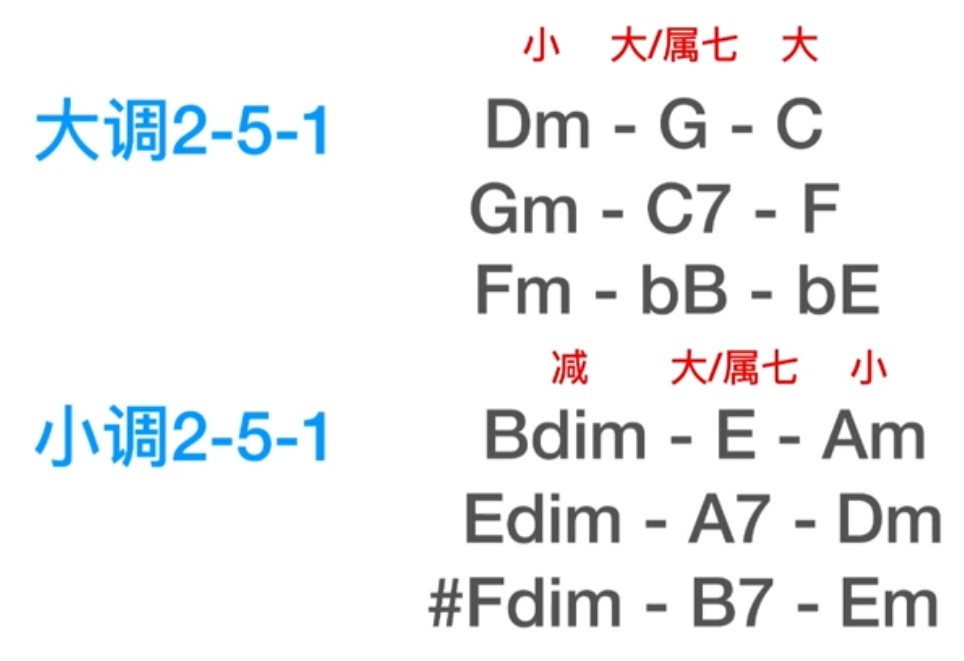 小 大/属七 大
大调2-5-1 Dm - G - C
Gm - C7 - F
Fm - bB - bE
减 大/属七 小
小调2-5-1 Bdim - E - Am
Edim - A7 - Dm
#Fdim - B7 - Em